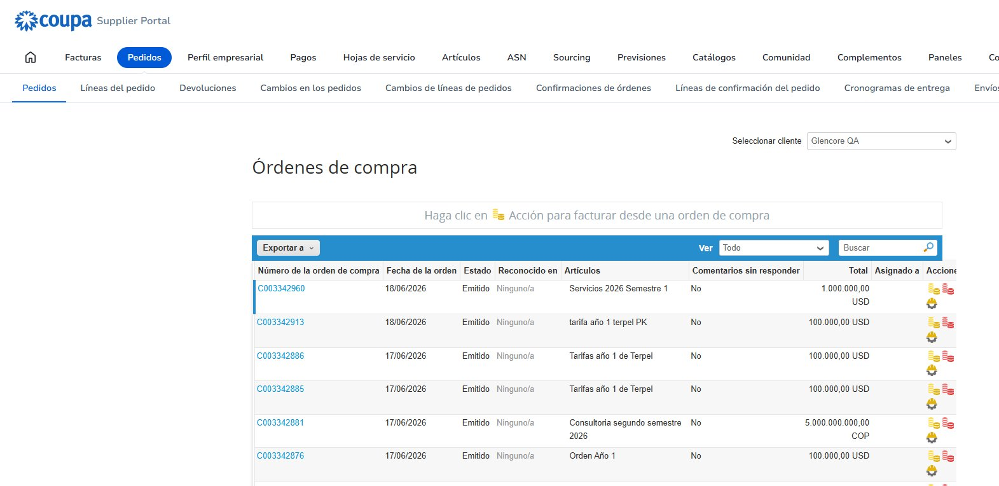 coupa Supplier Portal
Facturas Pedidos Perfil empresarial Pagos Hojas de servicio Artículos ASN Sourcing Previsiones Catálogos Comunidad Complementos Paneles Co
Pedidos Líneas del pedido Devoluciones Cambios en los pedidos Cambios de líneas de pedidos Confirmaciones de órdenes Líneas de confirmación del pedido Cronogramas de entrega Envíos
Seleccionar cliente Glencore QA
Órdenes de compra
Haga clic en Acción para facturar desde una orden de compra
Exportar a Ver Todo Buscar
Número de la orden de compra Fecha de la orden Estado Reconocido en Artículos Comentarios sin responder Total Asignado a Accione
C003342960 18/06/2026 Emitido Ninguno/a Servicios 2026 Semestre 1 No 1.000.000,00
USD
C003342913 18/06/2026 Emitido Ninguno/a tarifa año 1 terpel PK No 100.000,00 USD
C003342886 17/06/2026 Emitido Ninguno/a Tarifas año 1 de Terpel No 100.000,00 USD
C003342885 17/06/2026 Emitido Ninguno/a Tarifas año 1 de Terpel No 100.000,00 USD
C003342881 17/06/2026 Emitido Ninguno/a Consultoria segundo semestre No 5.000.000.000,00
2026 COP
C003342876 17/06/2026 Emitido Ninguno/a Orden Año 1 No 100.000,00 USD